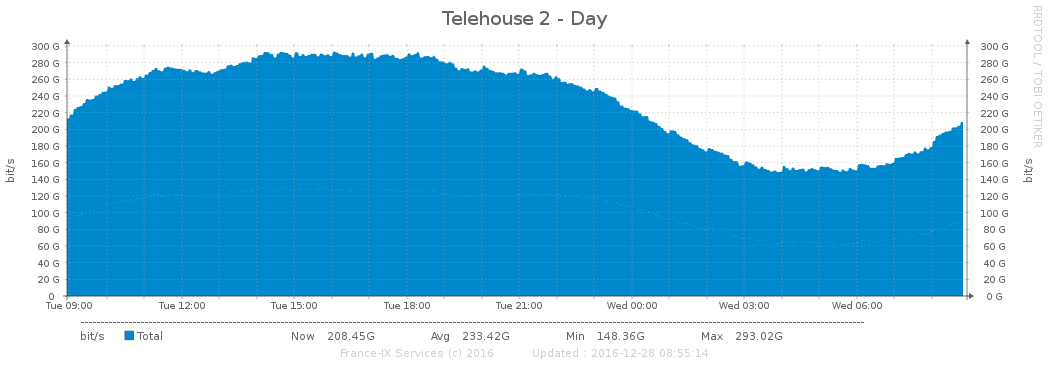 Telehouse 2 - Day
RRDTOOL / TOBI OETIKER
bit/s
300 G 300 G
280 G 280 G
260 G 260 G
240 G 240 G
220 G 220 G
200 G 200 G
180 G 180 G
160 G 160 G
140 G 140 G
120 G 120 G
100 G 100 G
80 G 80 G
60 G 60 G
40 G 40 G
20 G 20 G
0 0 G
bit/s
Tue 09:00 Tue 12:00 Tue 15:00 Tue 18:00 Tue 21:00 Wed 00:00 Wed 03:00 Wed 06:00
bit/s Total Now 208.45G Avg 233.42G Min 148.36G Max 293.02G
France-IX Services (c) 2016 Updated : 2016-12-28 08:55:14